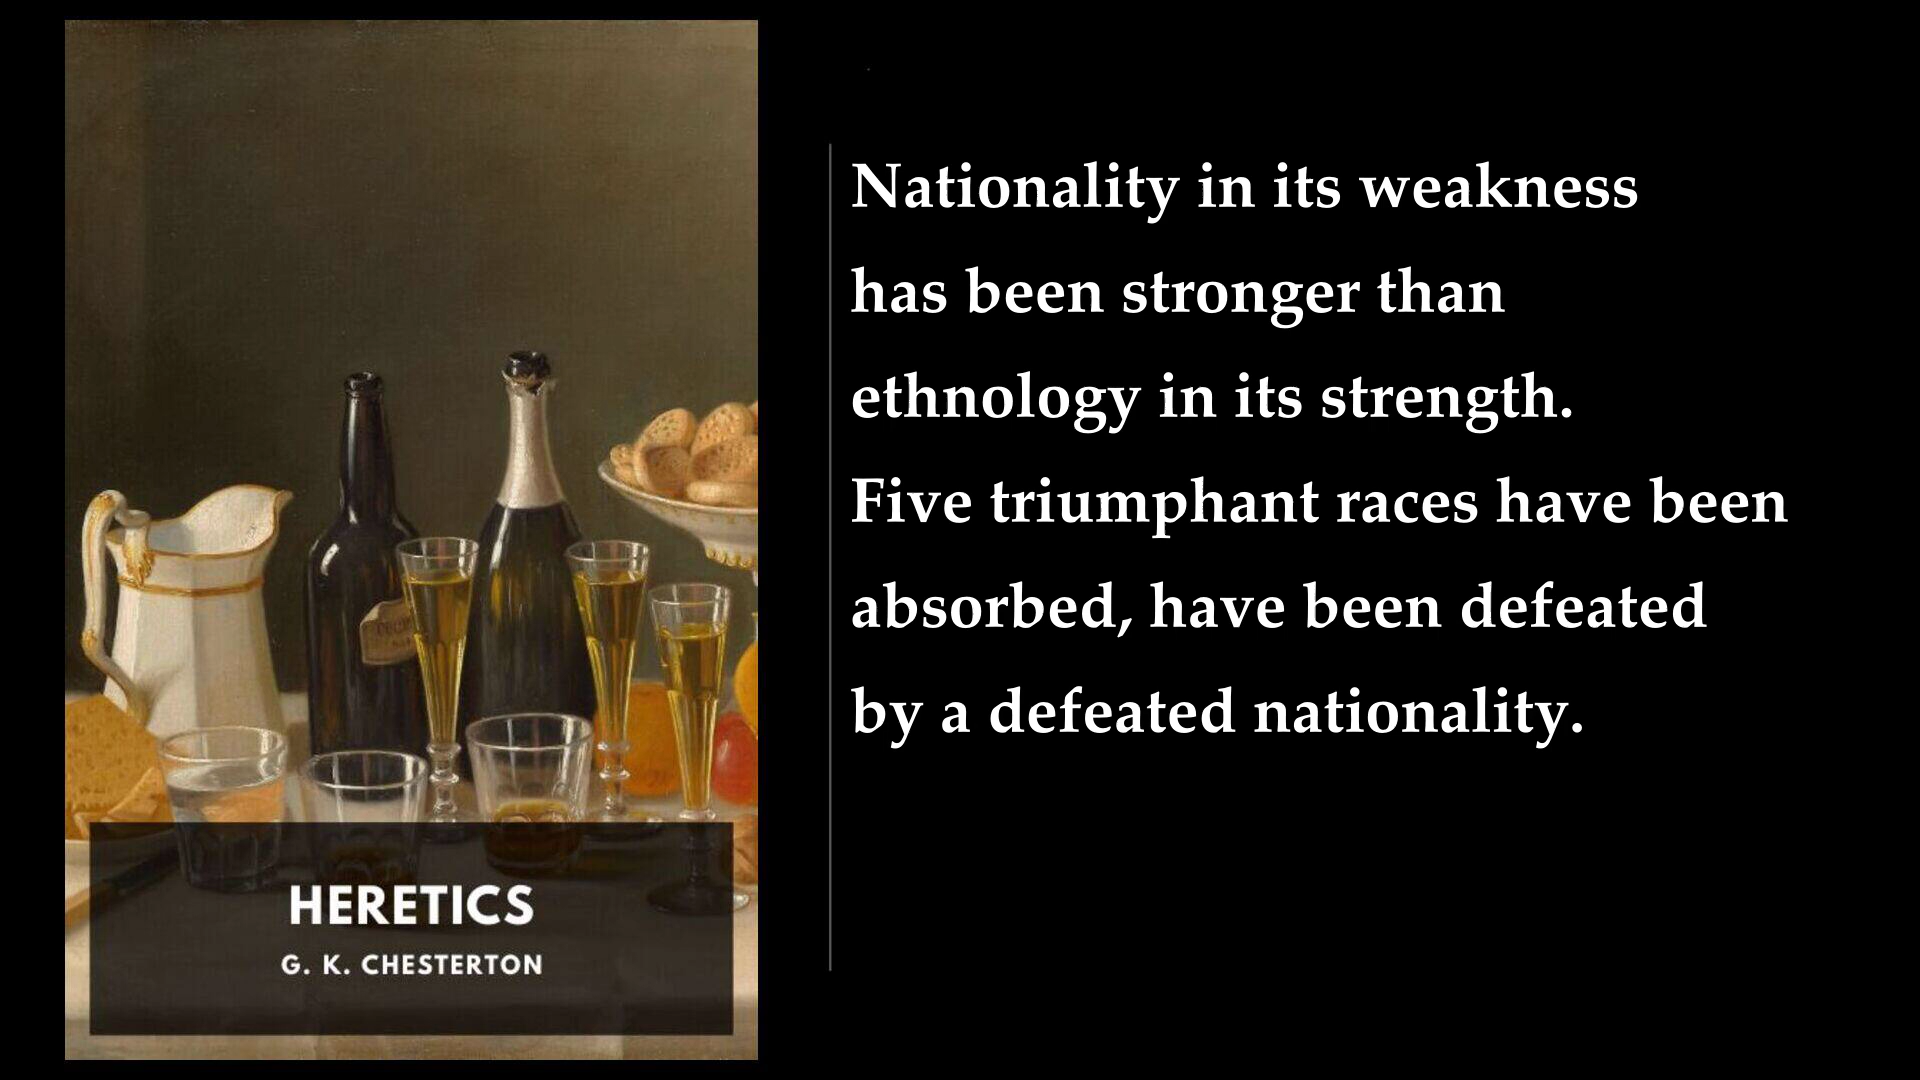 Nationality in its weakness
has been stronger than
ethnology in its strength.
Five triumphant races have been
absorbed, have been defeated
by a defeated nationality.
HERETICS
G. K. CHESTERTON